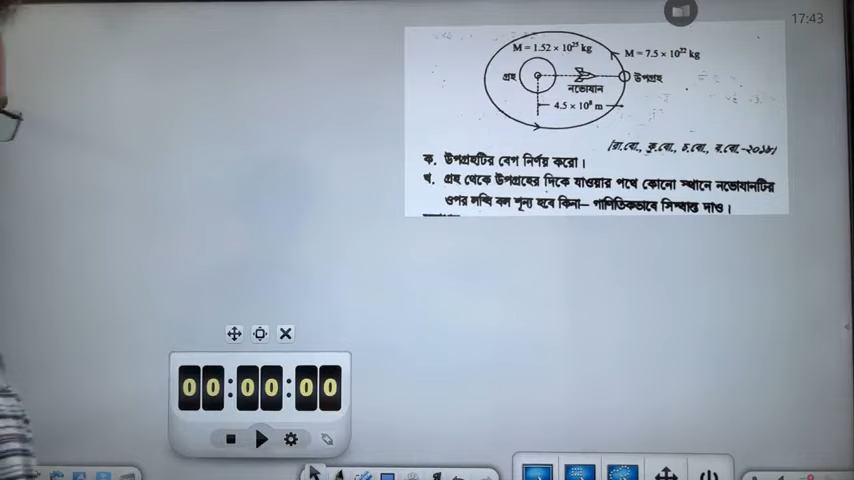 17:43
M = 1.52 × 10²⁵ kg
M = 7.5 × 10²² kg
গ্রহ
উপগ্রহ
নভোযান
4.5 × 10⁸ m
[রা.বো., কু.বো., চ.বো., ব.বো.-২০১৮]
ক. উপগ্রহটির বেগ নির্ণয় করো।
খ. গ্রহ থেকে উপগ্রহের দিকে যাওয়ার পথে কোনো স্থানে নভোযানটির
ওপর লব্ধি বল শূন্য হবে কিনা— গাণিতিকভাবে সিদ্ধান্ত দাও।
00:00:00